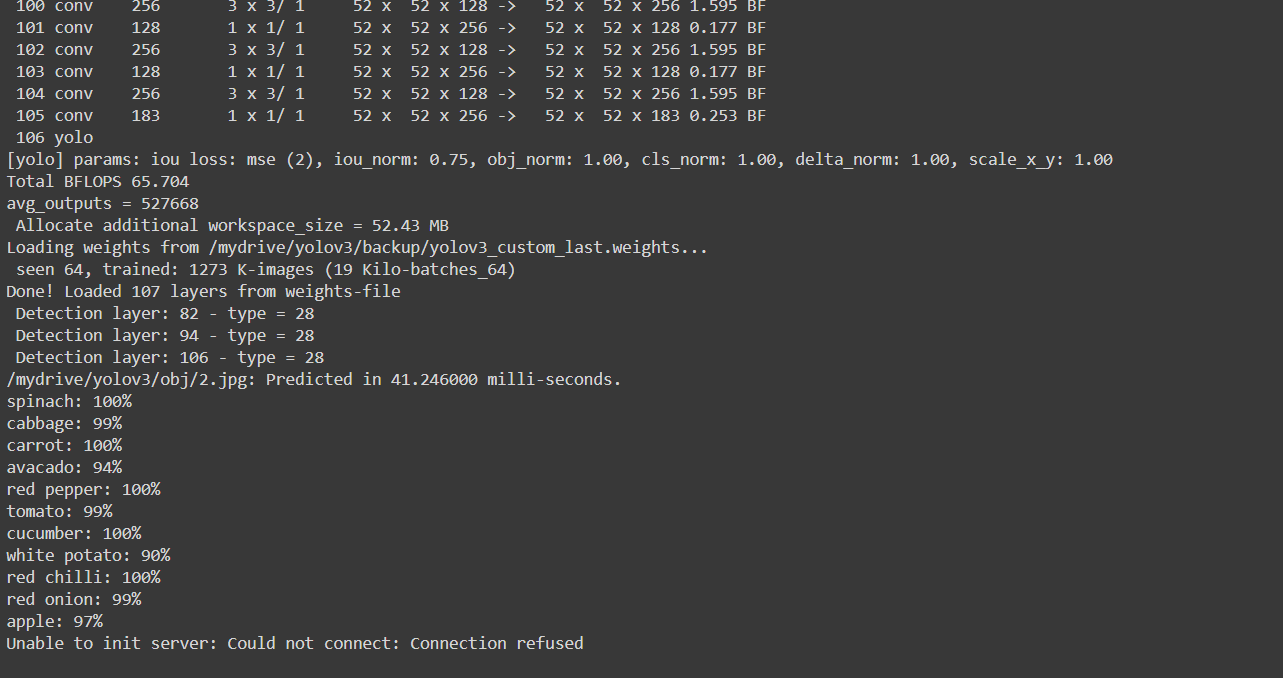 100 conv 256 3 x 3/ 1 52 x 52 x 128 -> 52 x 52 x 256 1.595 BF
101 conv 128 1 x 1/ 1 52 x 52 x 256 -> 52 x 52 x 128 0.177 BF
102 conv 256 3 x 3/ 1 52 x 52 x 128 -> 52 x 52 x 256 1.595 BF
103 conv 128 1 x 1/ 1 52 x 52 x 256 -> 52 x 52 x 128 0.177 BF
104 conv 256 3 x 3/ 1 52 x 52 x 128 -> 52 x 52 x 256 1.595 BF
105 conv 183 1 x 1/ 1 52 x 52 x 256 -> 52 x 52 x 183 0.253 BF
106 yolo
[yolo] params: iou loss: mse (2), iou_norm: 0.75, obj_norm: 1.00, cls_norm: 1.00, delta_norm: 1.00, scale_x_y: 1.00
Total BFLOPS 65.704
avg_outputs = 527668
Allocate additional workspace_size = 52.43 MB
Loading weights from /mydrive/yolov3/backup/yolov3_custom_last.weights...
seen 64, trained: 1273 K-images (19 Kilo-batches_64)
Done! Loaded 107 layers from weights-file
Detection layer: 82 - type = 28
Detection layer: 94 - type = 28
Detection layer: 106 - type = 28
/mydrive/yolov3/obj/2.jpg: Predicted in 41.246000 milli-seconds.
spinach: 100%
cabbage: 99%
carrot: 100%
avacado: 94%
red pepper: 100%
tomato: 99%
cucumber: 100%
white potato: 90%
red chilli: 100%
red onion: 99%
apple: 97%
Unable to init server: Could not connect: Connection refused